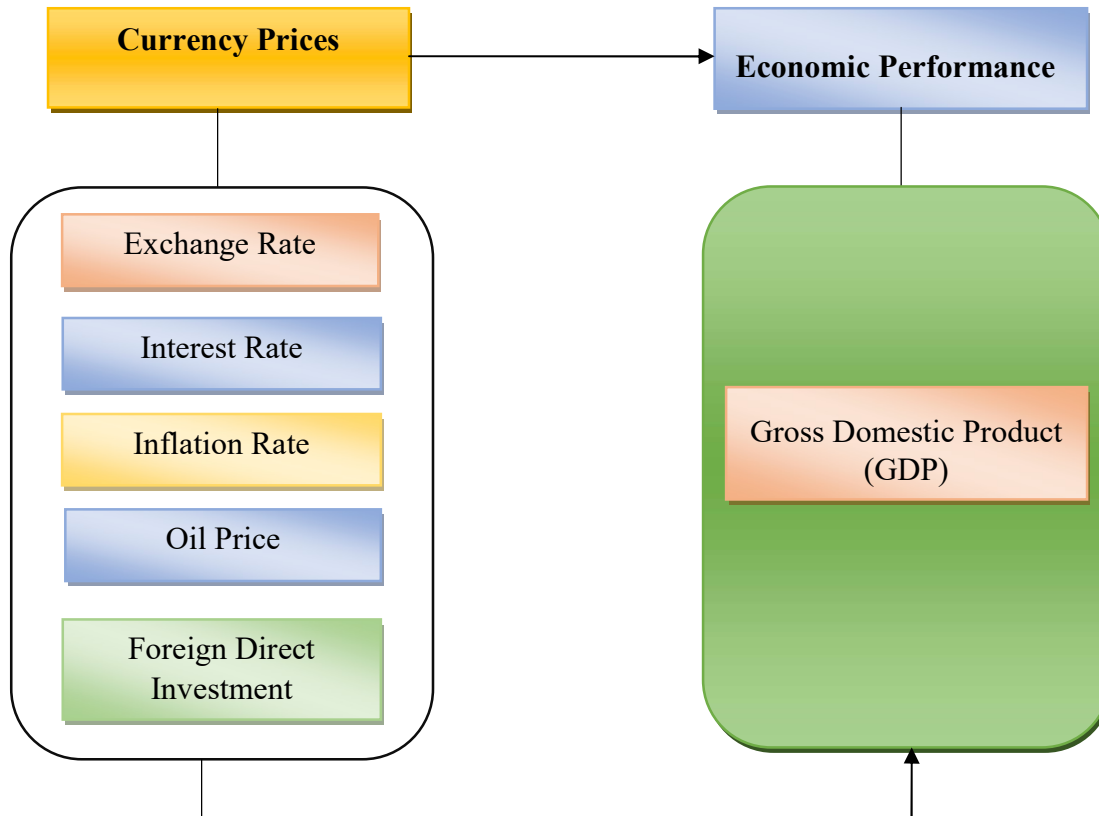 Currency Prices
Economic Performance
Exchange Rate
Interest Rate
Inflation Rate
Oil Price
Foreign Direct
Investment
Gross Domestic Product
(GDP)